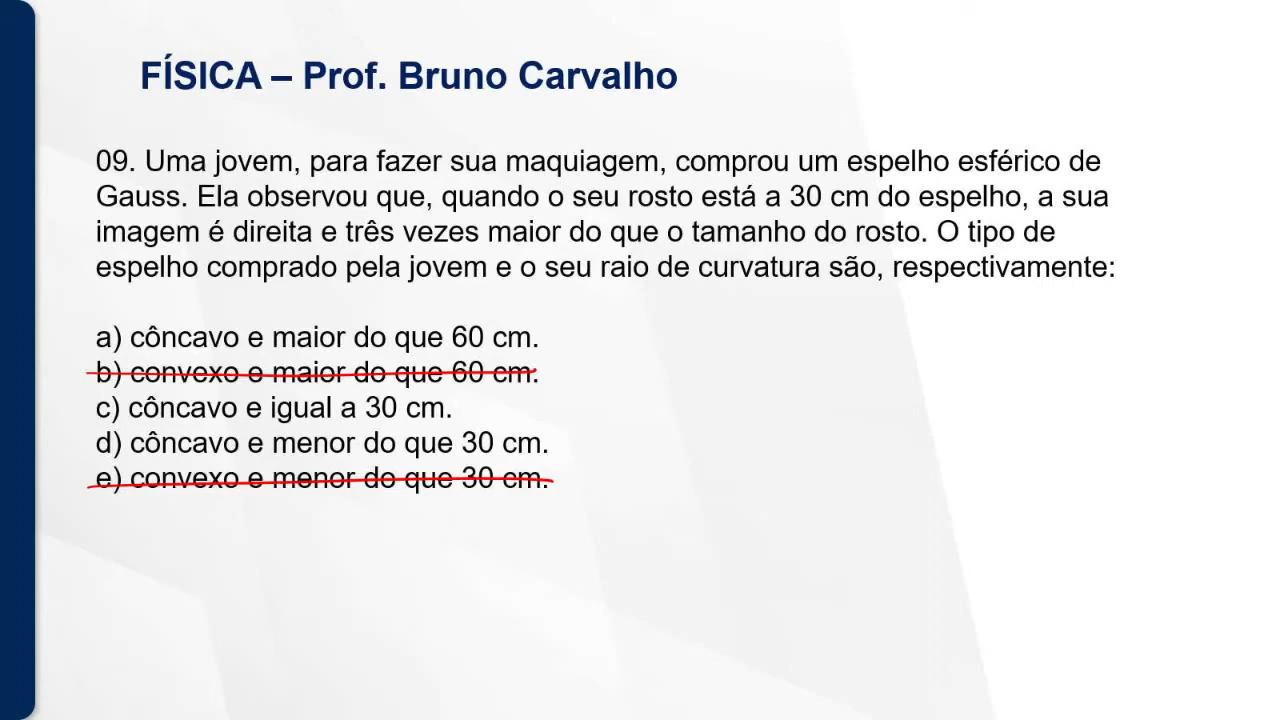 FÍSICA – Prof. Bruno Carvalho
09. Uma jovem, para fazer sua maquiagem, comprou um espelho esférico de
Gauss. Ela observou que, quando o seu rosto está a 30 cm do espelho, a sua
imagem é direita e três vezes maior do que o tamanho do rosto. O tipo de
espelho comprado pela jovem e o seu raio de curvatura são, respectivamente:
a) côncavo e maior do que 60 cm.
b) convexo e maior do que 60 cm.
c) côncavo e igual a 30 cm.
d) côncavo e menor do que 30 cm.
e) convexo e menor do que 30 cm.